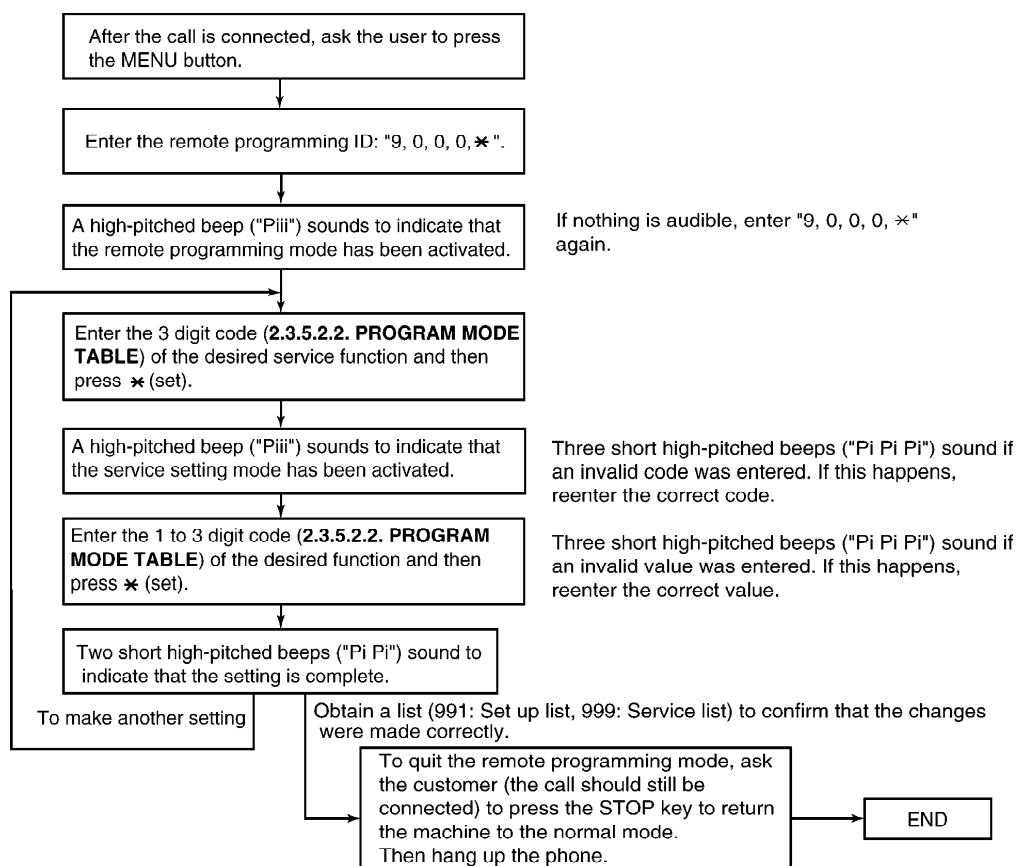 After the call is connected, ask the user to press
the MENU button.
Enter the remote programming ID: "9, 0, 0, 0, * ".
A high-pitched beep ("Piii") sounds to indicate that
the remote programming mode has been activated.
If nothing is audible, enter "9, 0, 0, 0, *"
again.
Enter the 3 digit code (2.3.5.2.2. PROGRAM MODE
TABLE) of the desired service function and then
press * (set).
A high-pitched beep ("Piii") sounds to indicate that
the service setting mode has been activated.
Three short high-pitched beeps ("Pi Pi Pi") sound if
an invalid code was entered. If this happens,
reenter the correct code.
Enter the 1 to 3 digit code (2.3.5.2.2. PROGRAM
MODE TABLE) of the desired function and then
press * (set).
Three short high-pitched beeps ("Pi Pi Pi") sound if
an invalid value was entered. If this happens,
reenter the correct value.
Two short high-pitched beeps ("Pi Pi") sound to
indicate that the setting is complete.
To make another setting
Obtain a list (991: Set up list, 999: Service list) to confirm that the changes
were made correctly.
To quit the remote programming mode, ask
the customer (the call should still be
connected) to press the STOP key to return
the machine to the normal mode.
Then hang up the phone.
END